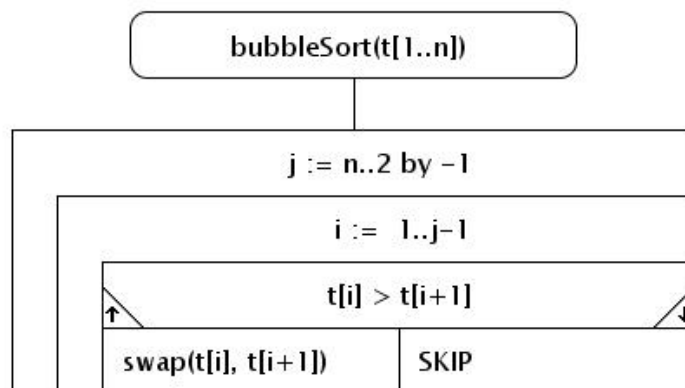 bubbleSort(t[1..n])
j := n..2 by -1
i := 1..j-1
t[i] > t[i+1]
swap(t[i], t[i+1]) SKIP